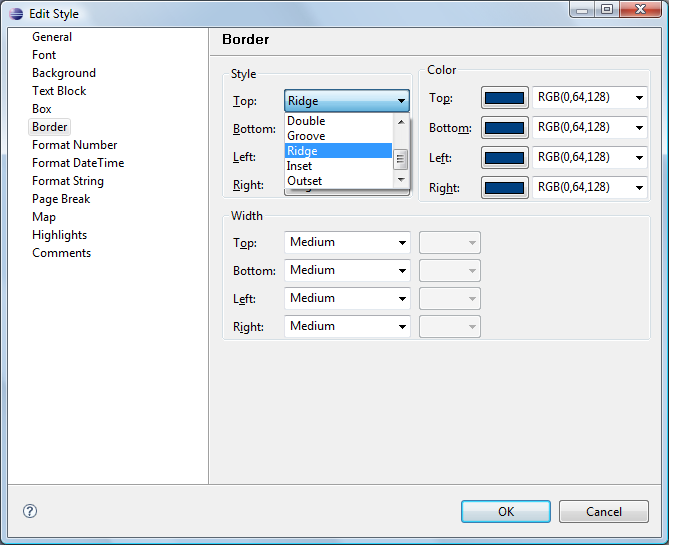 Edit Style
General
Font
Background
Text Block
Box
Border
Format Number
Format DateTime
Format String
Page Break
Map
Highlights
Comments
Border
Style
Top: Ridge
Double
Groove
Ridge
Inset
Outset
Bottom:
Left:
Right:
Color
Top: RGB(0,64,128)
Bottom: RGB(0,64,128)
Left: RGB(0,64,128)
Right: RGB(0,64,128)
Width
Top: Medium
Bottom: Medium
Left: Medium
Right: Medium
?
OK Cancel